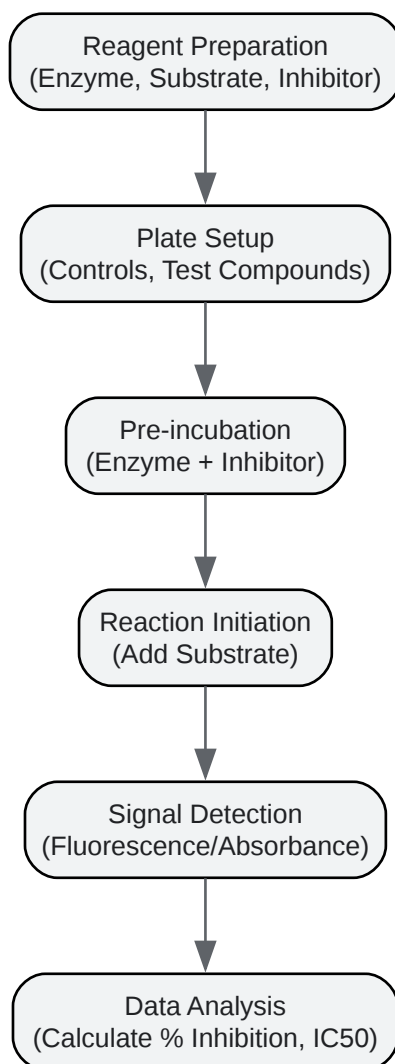 Reagent Preparation
(Enzyme, Substrate, Inhibitor)
Plate Setup
(Controls, Test Compounds)
Pre-incubation
(Enzyme + Inhibitor)
Reaction Initiation
(Add Substrate)
Signal Detection
(Fluorescence/Absorbance)
Data Analysis
(Calculate % Inhibition, IC50)